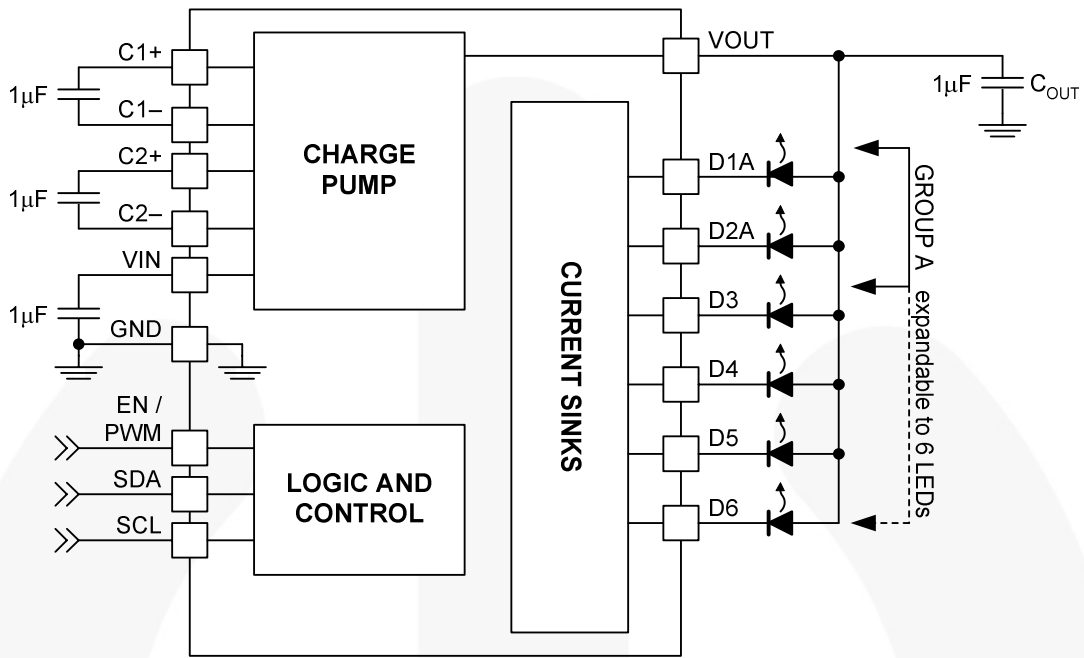 C1+
1μF
C1–
C2+
1μF
C2–
VIN
1μF
GND
EN /
PWM
SDA
SCL
CHARGE
PUMP
LOGIC AND
CONTROL
CURRENT SINKS
VOUT
D1A
D2A
D3
D4
D5
D6
1μF COUT
GROUP A expandable to 6 LEDs